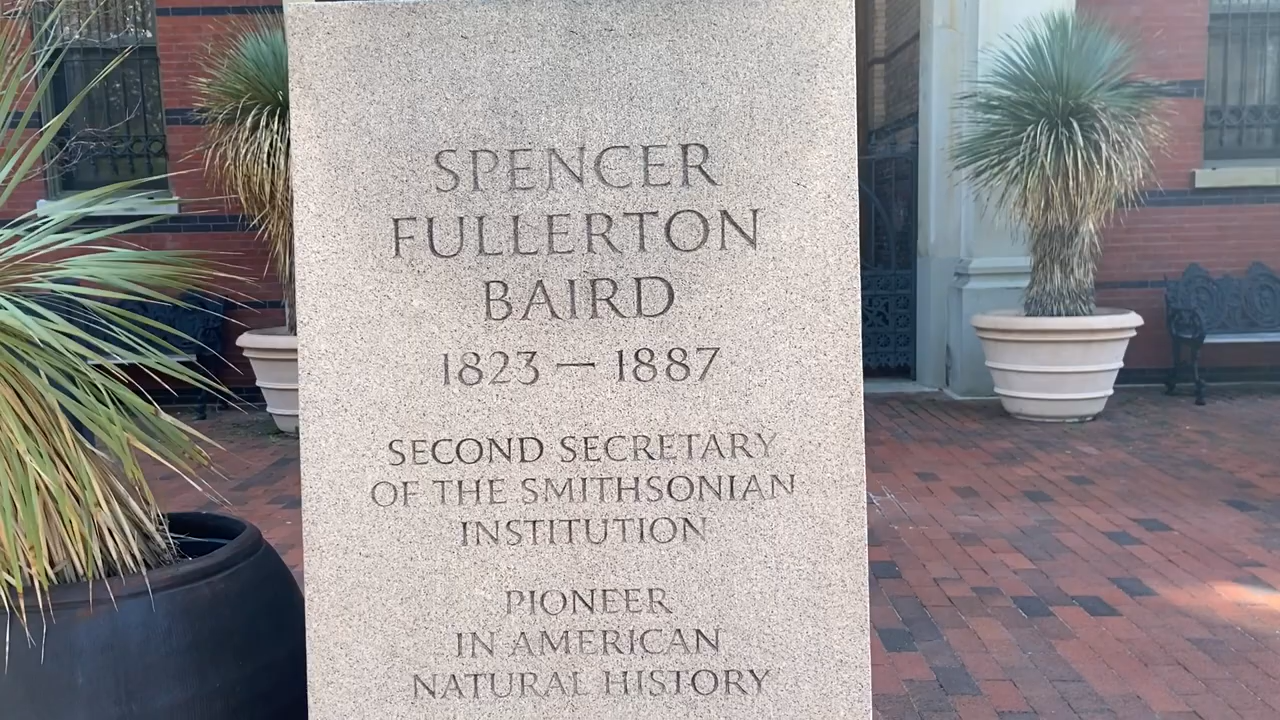 SPENCER
FULLERTON
BAIRD
1823 — 1887
SECOND SECRETARY
OF THE SMITHSONIAN
INSTITUTION
PIONEER
IN AMERICAN
NATURAL HISTORY